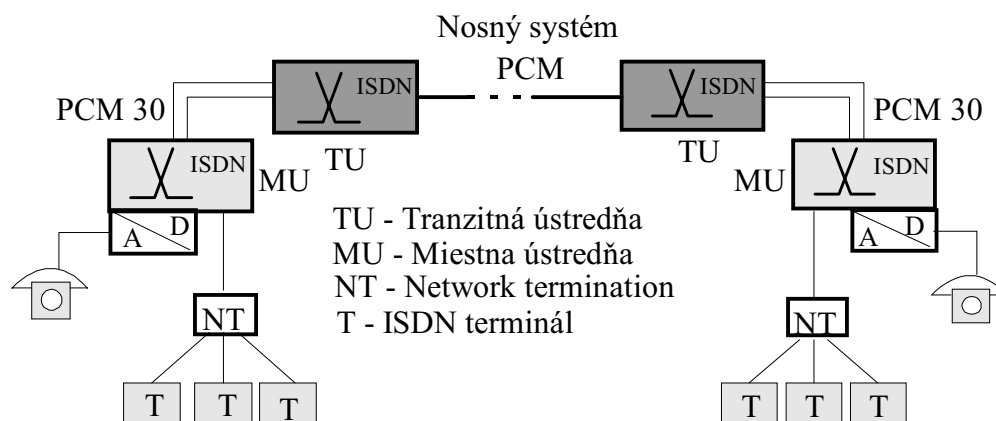 Nosný systém
PCM
ISDN
ISDN
PCM 30
PCM 30
TU
TU
ISDN
MU
MU
ISDN
A D
A D
TU - Tranzitná ústredňa
MU - Miestna ústredňa
NT - Network termination
T - ISDN terminál
NT
NT
T T T
T T T